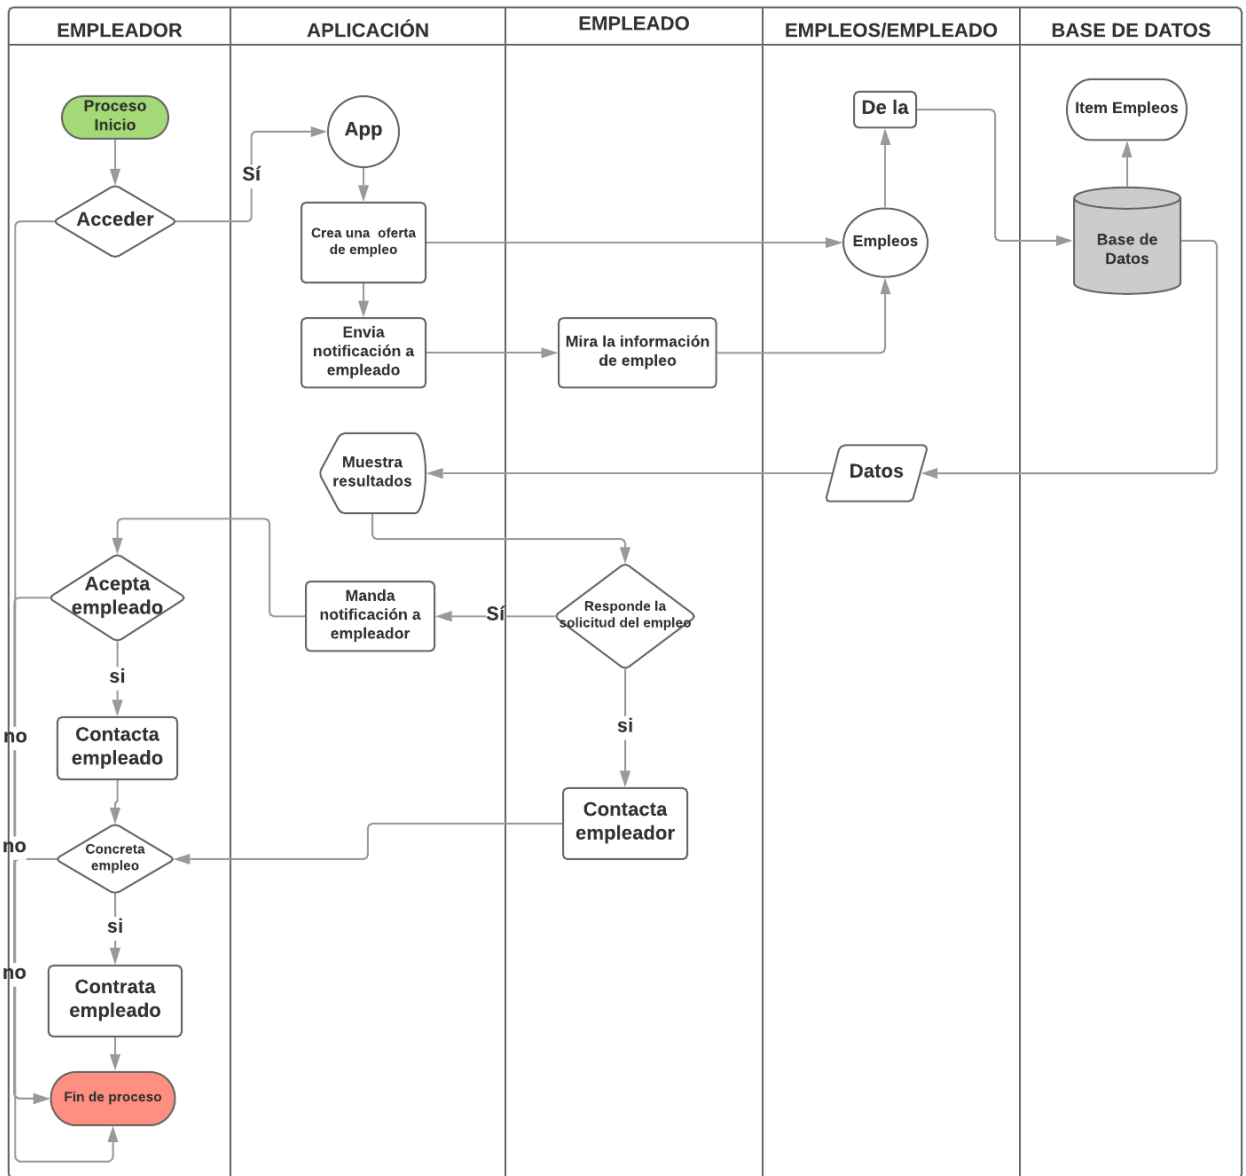 EMPLEADOR
APLICACIÓN
EMPLEADO
EMPLEOS/EMPLEADO
BASE DE DATOS
Proceso
Inicio
Acceder
Sí
App
Crea una oferta
de empleo
Envia
notificación a
empleado
Mira la información
de empleo
De la
Empleos
Item Empleos
Base de
Datos
Datos
Muestra
resultados
Responde la
solicitud del empleo
Sí
Manda
notificación a
empleador
Acepta
empleado
si
si
no
Contacta
empleado
Contacta
empleador
no
Concreta
empleo
si
no
Contrata
empleado
Fin de proceso